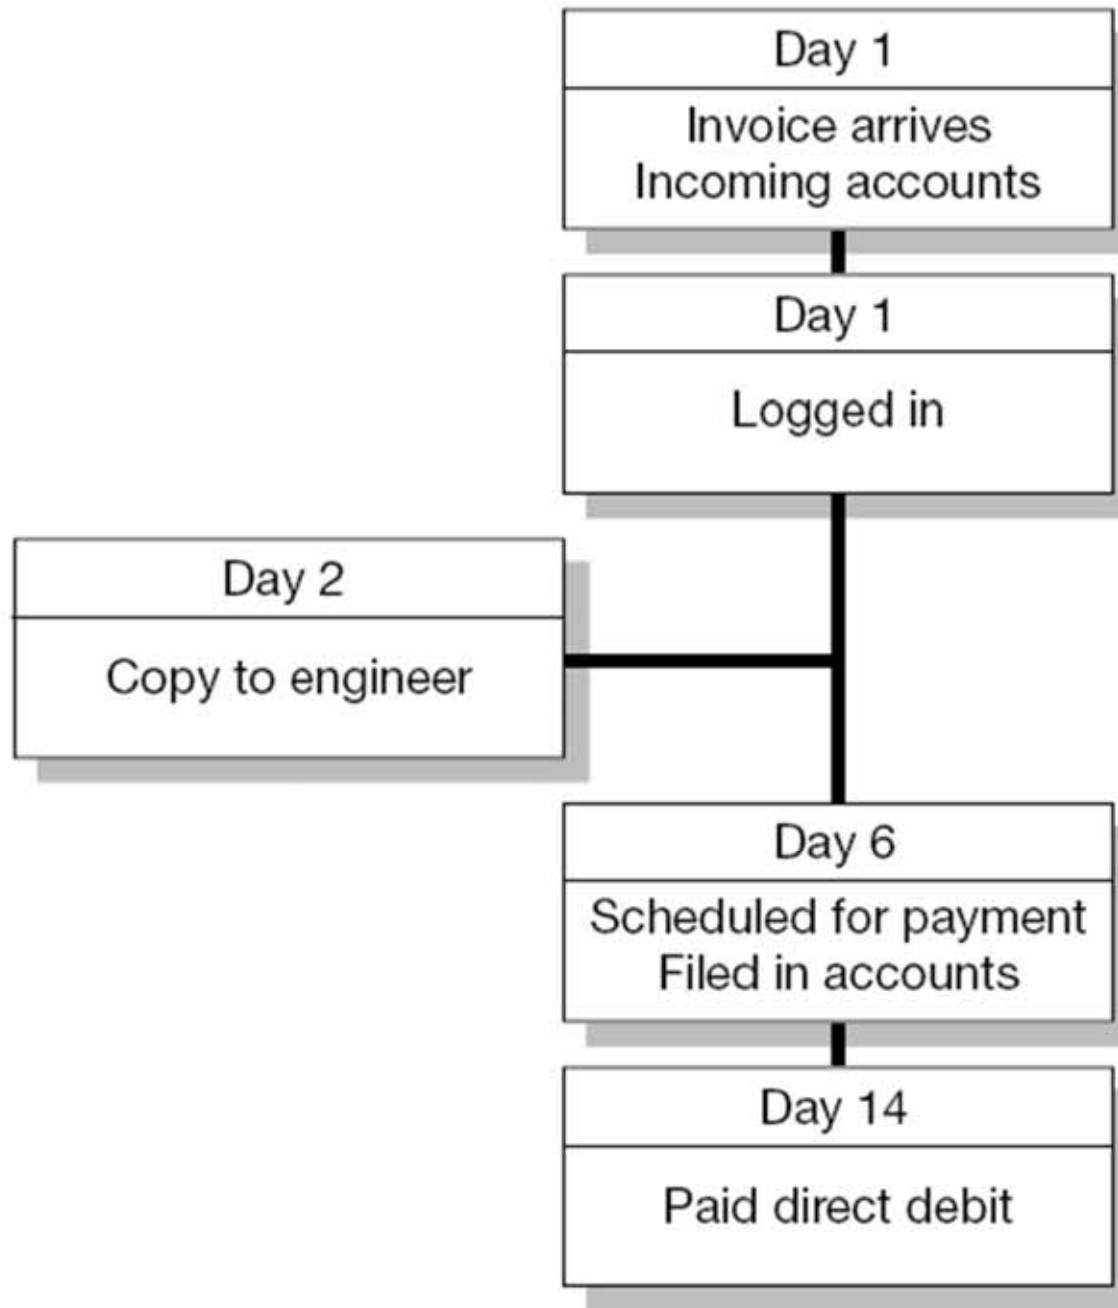 Day 1
Invoice arrives
Incoming accounts
Day 1
Logged in
Day 2
Copy to engineer
Day 6
Scheduled for payment
Filed in accounts
Day 14
Paid direct debit